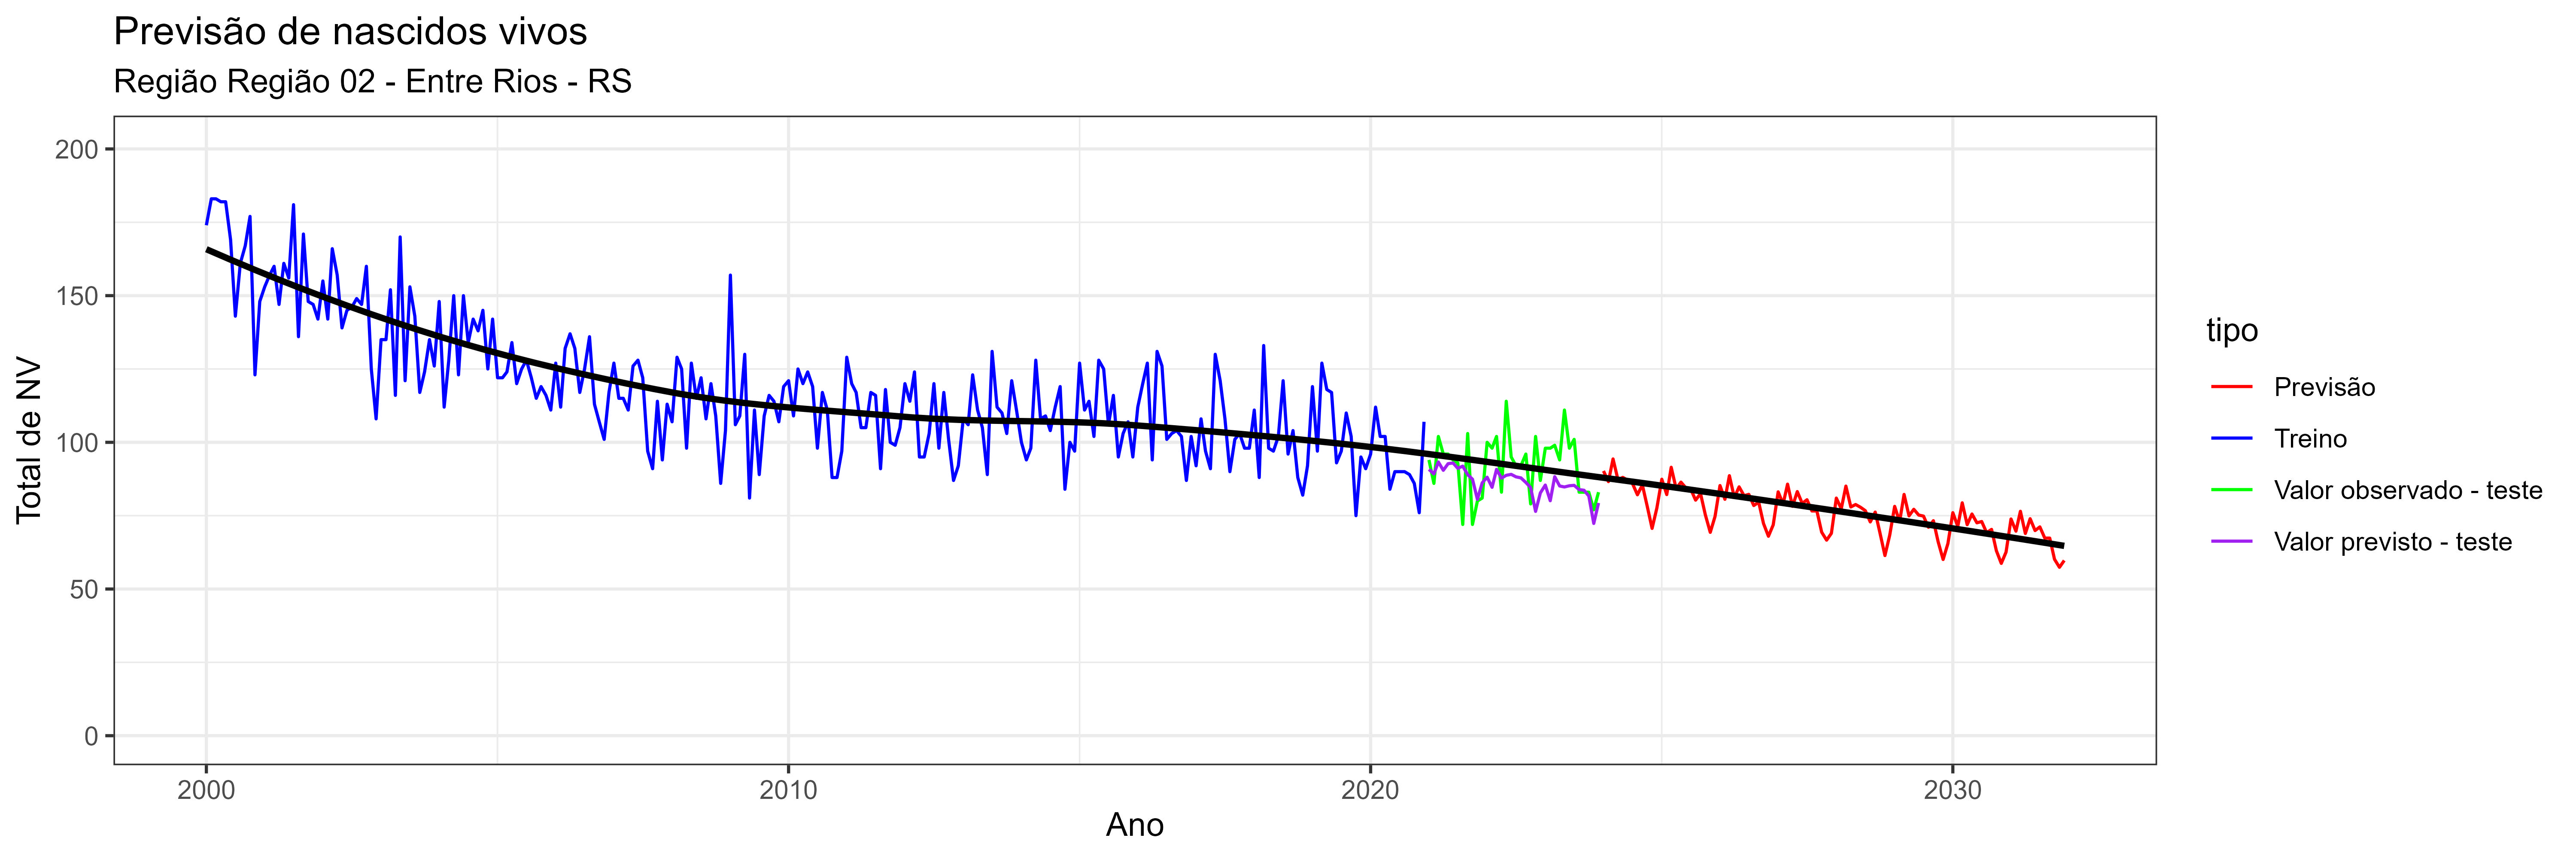 Previsão de nascidos vivos
Região Região 02 - Entre Rios - RS
Total de NV
200
150
100
50
0
2000
2010
2020
2030
Ano
tipo
Previsão
Treino
Valor observado - teste
Valor previsto - teste